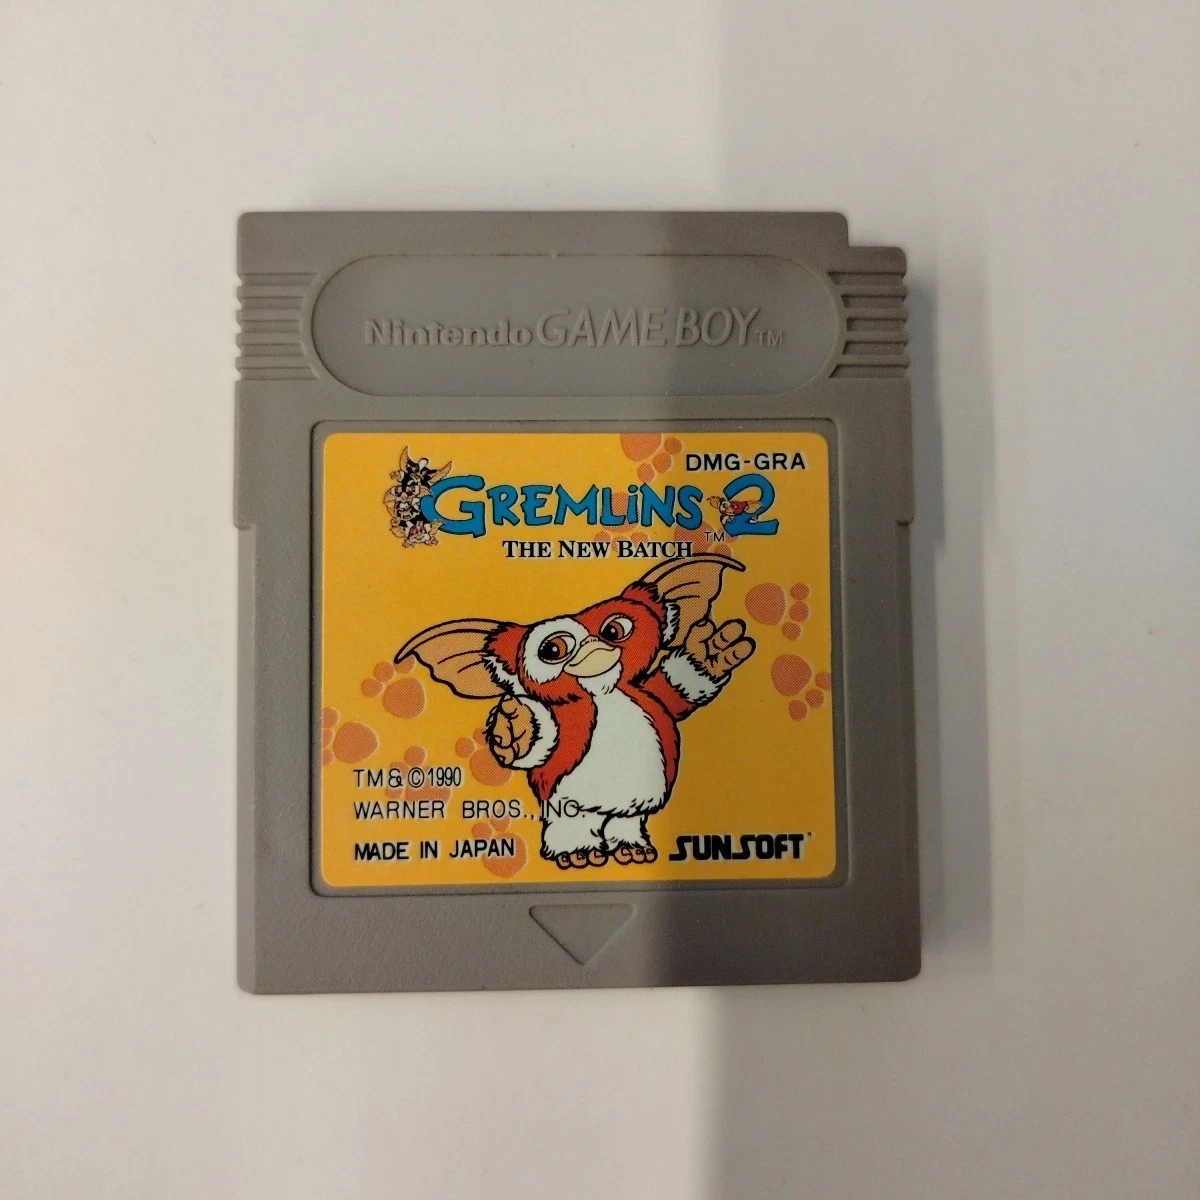 Nintendo GAME BOY TM
DMG-GRA
GREMLiNS 2 TM
THE NEW BATCH
TM & © 1990
WARNER BROS., INC.
MADE IN JAPAN
SUNSOFT